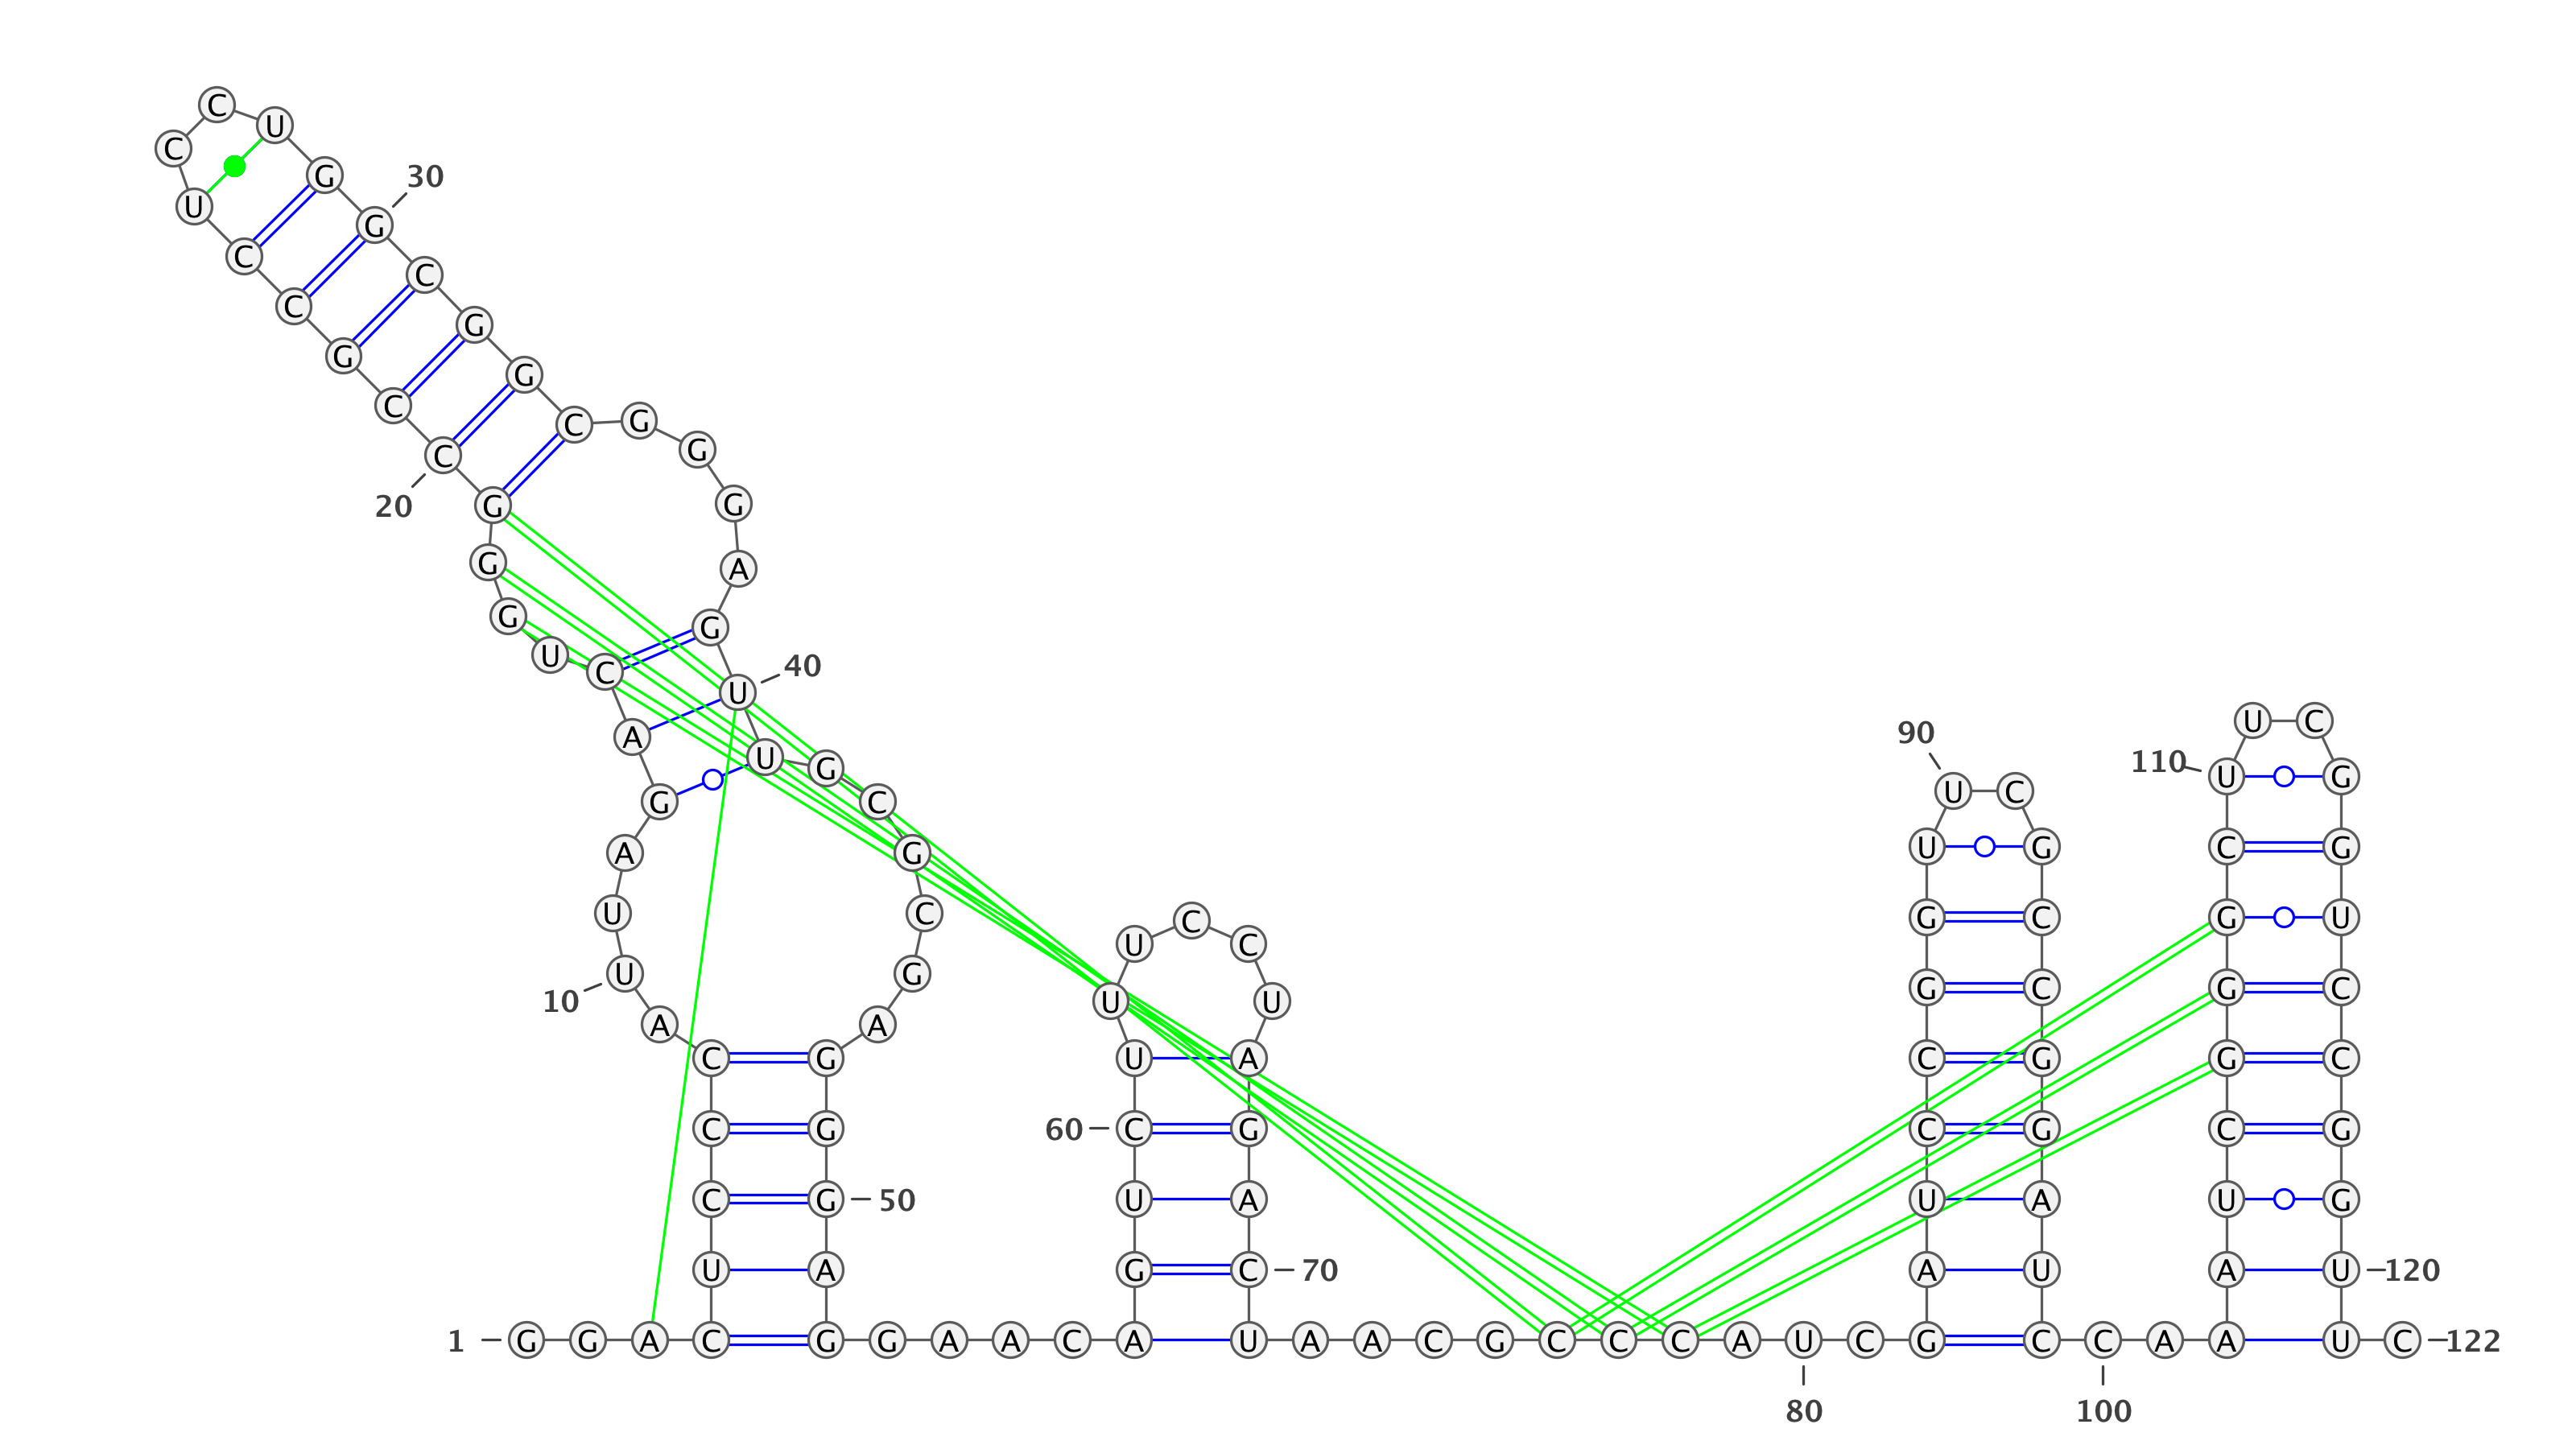 C
U
C
G 30
U
G
C
C
C
G
G
G
C
C G
C G
20 G G
G A
G G
U C 40
U
U C
A 90
U G 110 U G
U C
G C
A G U G C G
U C U C C U G C G U
10 U G G C G C
U U
A A
C G U A C G G C
C G 60 C G C G C G
C G 50 U A U A U G
U A G C 70 A U A U 120
1 G G A C G G A A C A U A A C G C C C A U C G C C A A A U C 122
80 100